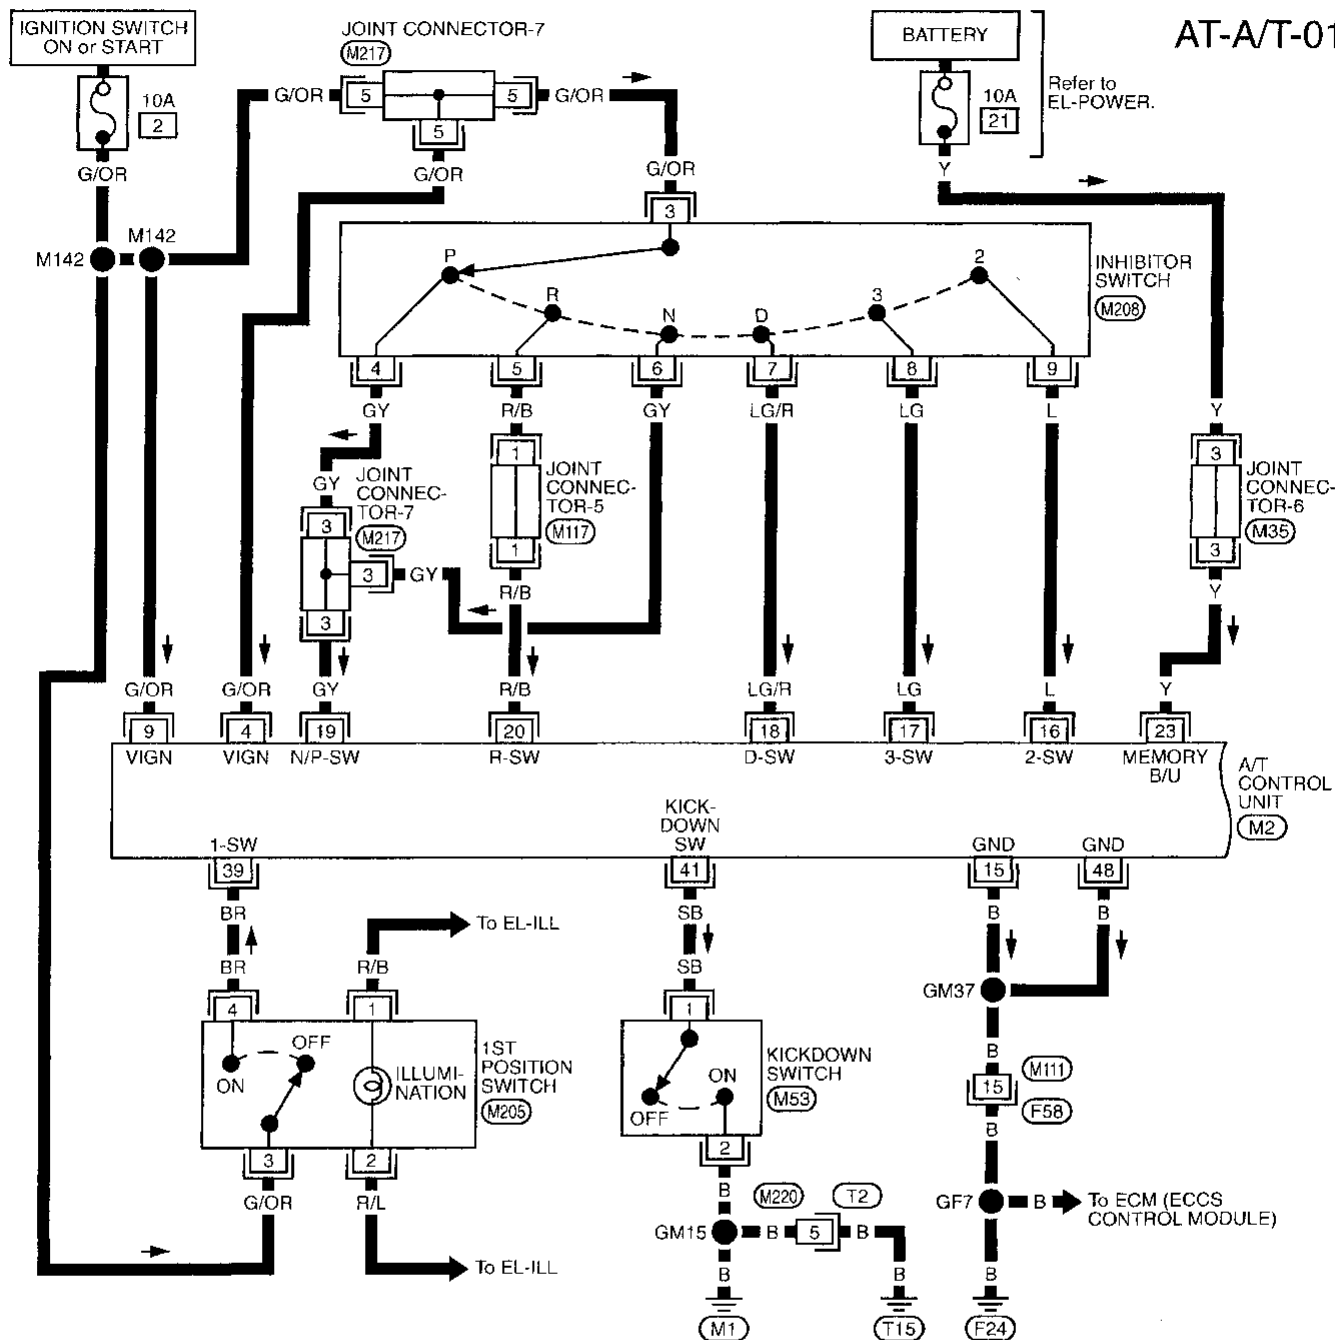 IGNITION SWITCH
ON or START
JOINT CONNECTOR-7
M217
BATTERY
AT-A/T-01
10A
2
G/OR
5
5
G/OR
5
10A
21
Refer to
EL-POWER.
G/OR
G/OR
G/OR
Y
3
M142
M142
P
R
N
D
3
2
INHIBITOR
SWITCH
M208
4
5
6
7
8
9
GY
R/B
GY
LG/R
LG
L
Y
GY
JOINT
CONNEC-
TOR-7
M217
1
JOINT
CONNEC-
TOR-5
M117
1
3
JOINT
CONNEC-
TOR-6
M35
3
3
3
GY
3
R/B
Y
G/OR
G/OR
GY
R/B
LG/R
LG
L
Y
9
4
19
20
18
17
16
23
VIGN
VIGN
N/P-SW
R-SW
D-SW
3-SW
2-SW
MEMORY
B/U
A/T
CONTROL
UNIT
M2
1-SW
KICK-
DOWN
SW
GND
GND
39
41
15
48
BR
SB
B
B
To EL-ILL
BR
R/B
SB
GM37
4
1
1
B
ON
OFF
ILLUMI-
NATION
1ST
POSITION
SWITCH
M205
OFF
ON
KICKDOWN
SWITCH
M53
15
M111
F58
B
3
2
2
G/OR
R/L
B
M220
T2
GM15
B
5
B
GF7
B
To ECM (ECCS
CONTROL MODULE)
To EL-ILL
B
B
B
M1
T15
F24